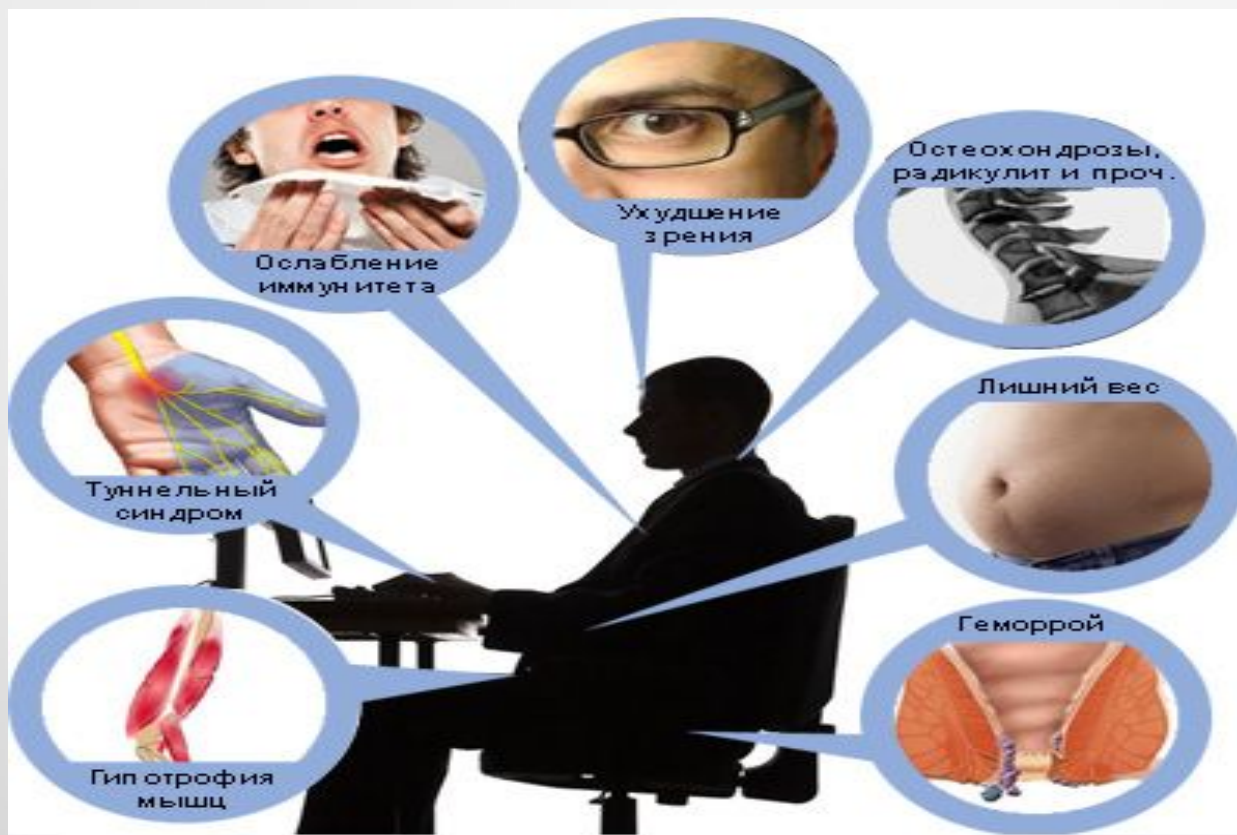 Ухудшение
зрения
Ослабление
иммунитета
Остеохондрозы,
радикулит и проч.
Туннельный
синдром
Лишний вес
Гипотрофия
мышц
Геморрой